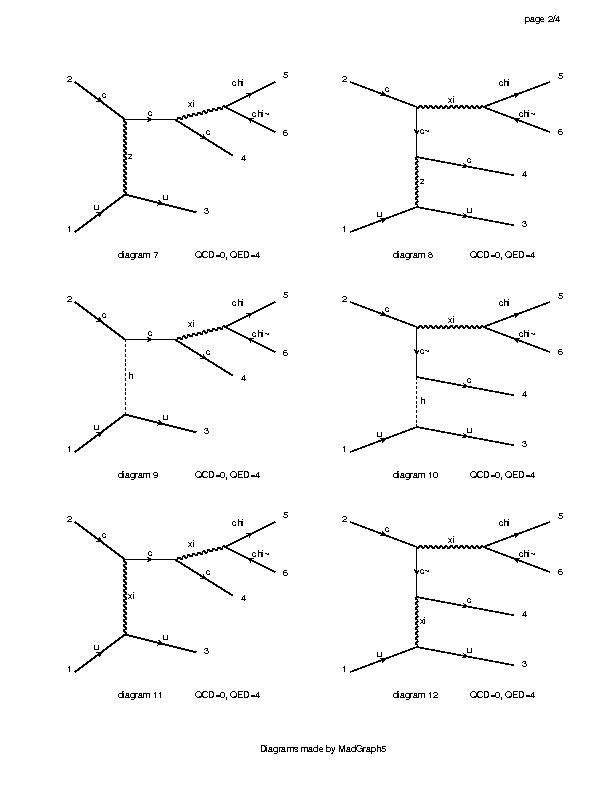 page 2/4
2 c c xi chi 5
chi~ 6
c 4
z
1 u u 3
diagram 7 QCD=0, QED=4
2 c xi chi 5
chi~ 6
c~
c 4
z
1 u u 3
diagram 8 QCD=0, QED=4
2 c c xi chi 5
chi~ 6
c 4
h
1 u u 3
diagram 9 QCD=0, QED=4
2 c xi chi 5
chi~ 6
c~
c 4
h
1 u u 3
diagram 10 QCD=0, QED=4
2 c c xi chi 5
chi~ 6
c 4
xi
1 u u 3
diagram 11 QCD=0, QED=4
2 c xi chi 5
chi~ 6
c~
c 4
xi
1 u u 3
diagram 12 QCD=0, QED=4
Diagrams made by MadGraph5